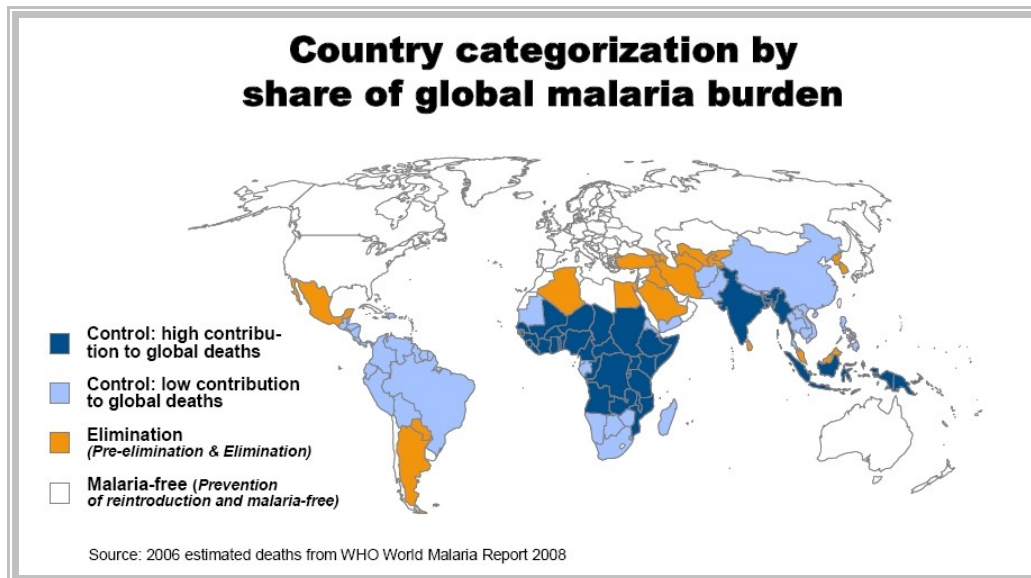 Country categorization by
share of global malaria burden
Control: high contribu-
tion to global deaths
Control: low contribution
to global deaths
Elimination
(Pre-elimination & Elimination)
Malaria-free (Prevention
of reintroduction and malaria-free)
Source: 2006 estimated deaths from WHO World Malaria Report 2008